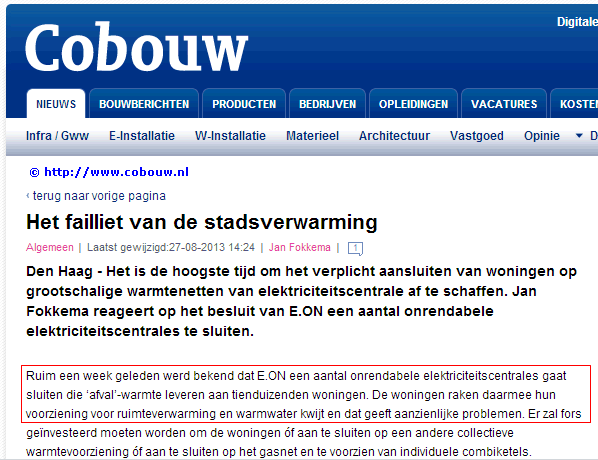 Digitale
Cobouw
NIEUWS BOUWBERICHTEN PRODUCTEN BEDRIJVEN OPLEIDINGEN VACATURES KOSTEN
Infra / Gww E-Installatie W-Installatie Materieel Architectuur Vastgoed Opinie D
© http://www.cobouw.nl
‹ terug naar vorige pagina
Het failliet van de stadsverwarming
Algemeen | Laatst gewijzigd:27-08-2013 14:24 | Jan Fokkema | 1
Den Haag - Het is de hoogste tijd om het verplicht aansluiten van woningen op
grootschalige warmtenetten van elektriciteitscentrale af te schaffen. Jan
Fokkema reageert op het besluit van E.ON een aantal onrendabele
elektriciteitscentrales te sluiten.
Ruim een week geleden werd bekend dat E.ON een aantal onrendabele elektriciteitscentrales gaat
sluiten die ‘afval’-warmte leveren aan tienduizenden woningen. De woningen raken daarmee hun
voorziening voor ruimteverwarming en warmwater kwijt en dat geeft aanzienlijke problemen. Er zal fors
geïnvesteerd moeten worden om de woningen óf aan te sluiten op een andere collectieve
warmtevoorziening óf aan te sluiten op het gasnet en te voorzien van individuele combiketels.